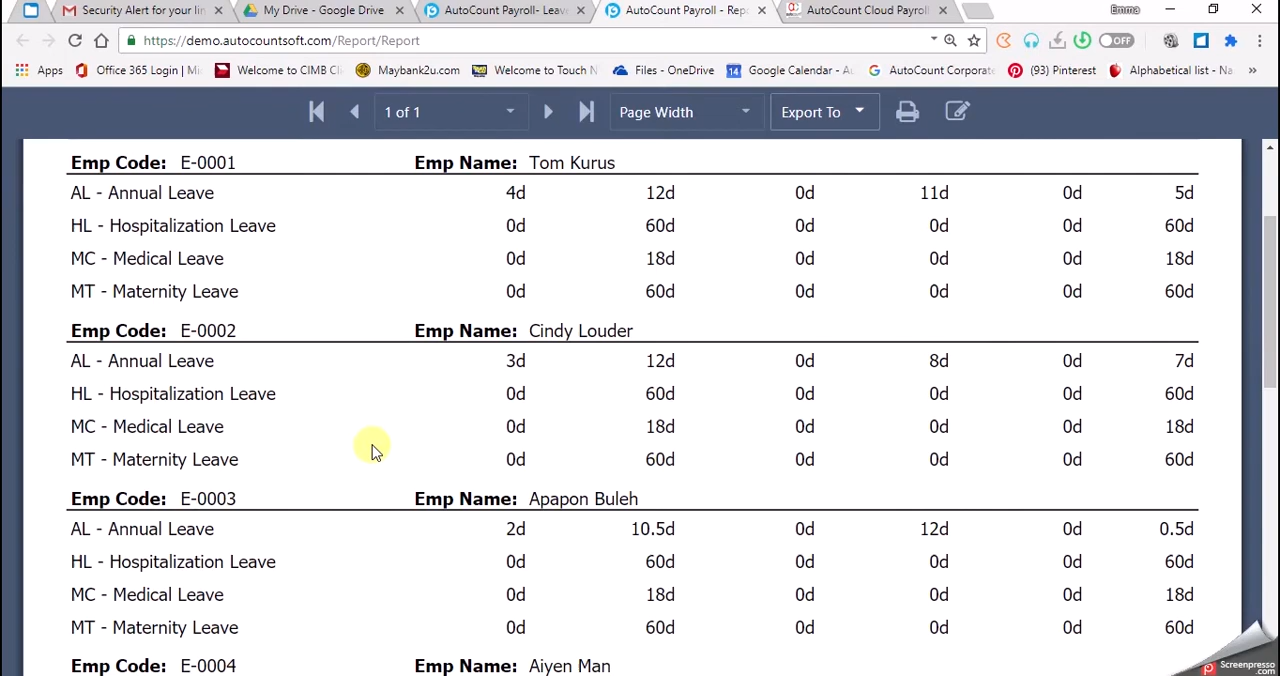 Security Alert for your lin
My Drive - Google Drive
AutoCount Payroll- Leave
AutoCount Payroll - Repo
AutoCount Cloud Payroll
Emma
https://demo.autocountsoft.com/Report/Report
OFF
Apps
Office 365 Login | Mi
Welcome to CIMB Cli
Maybank2u.com
Welcome to Touch N
Files - OneDrive
14 Google Calendar - Au
AutoCount Corporate
(93) Pinterest
Alphabetical list - Na
»
1 of 1
Page Width
Export To
Emp Code: E-0001 Emp Name: Tom Kurus
AL - Annual Leave 4d 12d 0d 11d 0d 5d
HL - Hospitalization Leave 0d 60d 0d 0d 0d 60d
MC - Medical Leave 0d 18d 0d 0d 0d 18d
MT - Maternity Leave 0d 60d 0d 0d 0d 60d
Emp Code: E-0002 Emp Name: Cindy Louder
AL - Annual Leave 3d 12d 0d 8d 0d 7d
HL - Hospitalization Leave 0d 60d 0d 0d 0d 60d
MC - Medical Leave 0d 18d 0d 0d 0d 18d
MT - Maternity Leave 0d 60d 0d 0d 0d 60d
Emp Code: E-0003 Emp Name: Apapon Buleh
AL - Annual Leave 2d 10.5d 0d 12d 0d 0.5d
HL - Hospitalization Leave 0d 60d 0d 0d 0d 60d
MC - Medical Leave 0d 18d 0d 0d 0d 18d
MT - Maternity Leave 0d 60d 0d 0d 0d 60d
Emp Code: E-0004 Emp Name: Aiyen Man
Screenpresso
.com